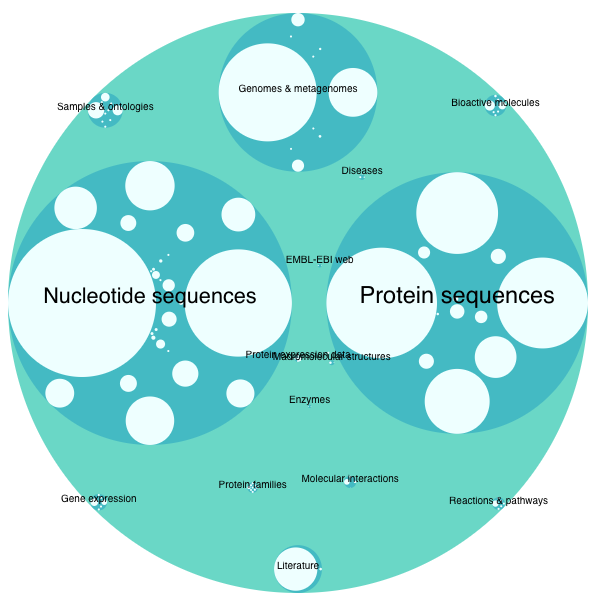 Genomes & metagenomes
Samples & ontologies
Bioactive molecules
Diseases
EMBL-EBI web
Nucleotide sequences
Protein sequences
Protein expression data
Macromolecular structures
Enzymes
Protein families
Molecular interactions
Gene expression
Reactions & pathways
Literature